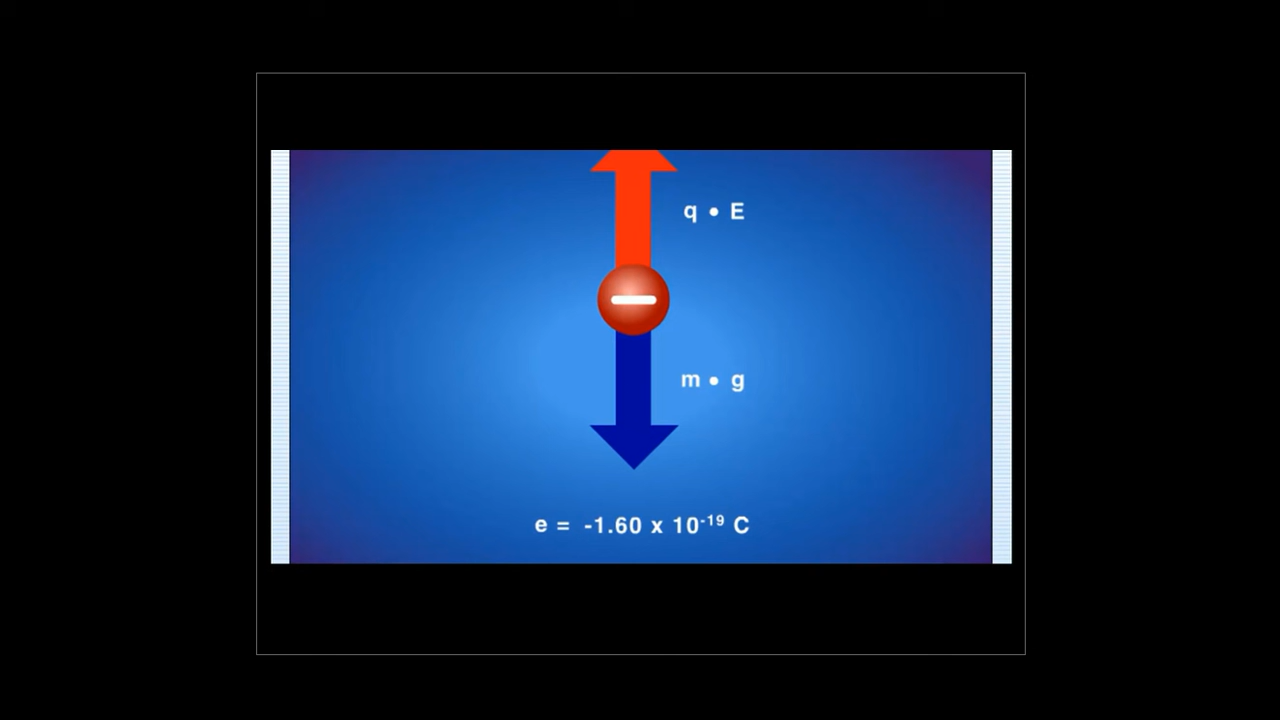 q • E
m • g
e = -1.60 x 10⁻¹⁹ C